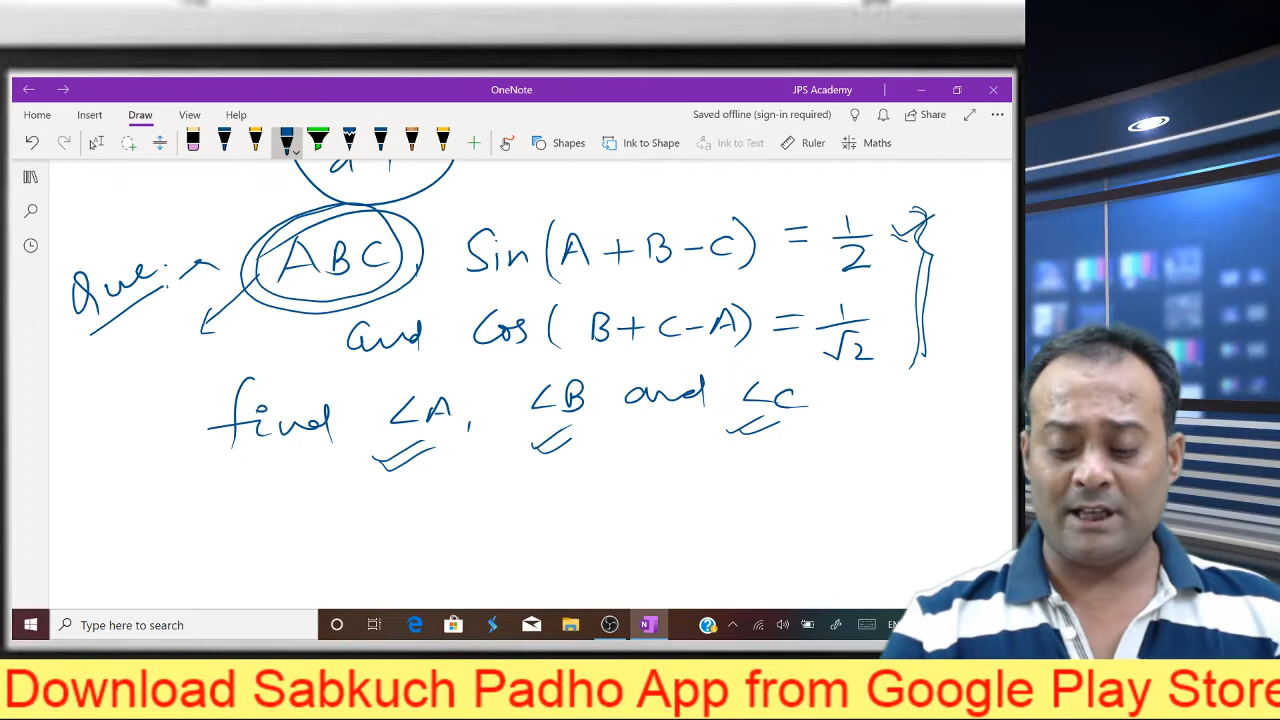 OneNote
JPS Academy
Home Insert Draw View Help
Saved offline (sign-in required)
Share
Shapes
Ink to Shape
Ink to Text
Ruler
Maths
Que:- ABC, Sin(A+B-C) = 1/2
and Cos(B+C-A) = 1/√2
find ∠A, ∠B and ∠C
Type here to search
EN
Download Sabkuch Padho App from Google Play Store